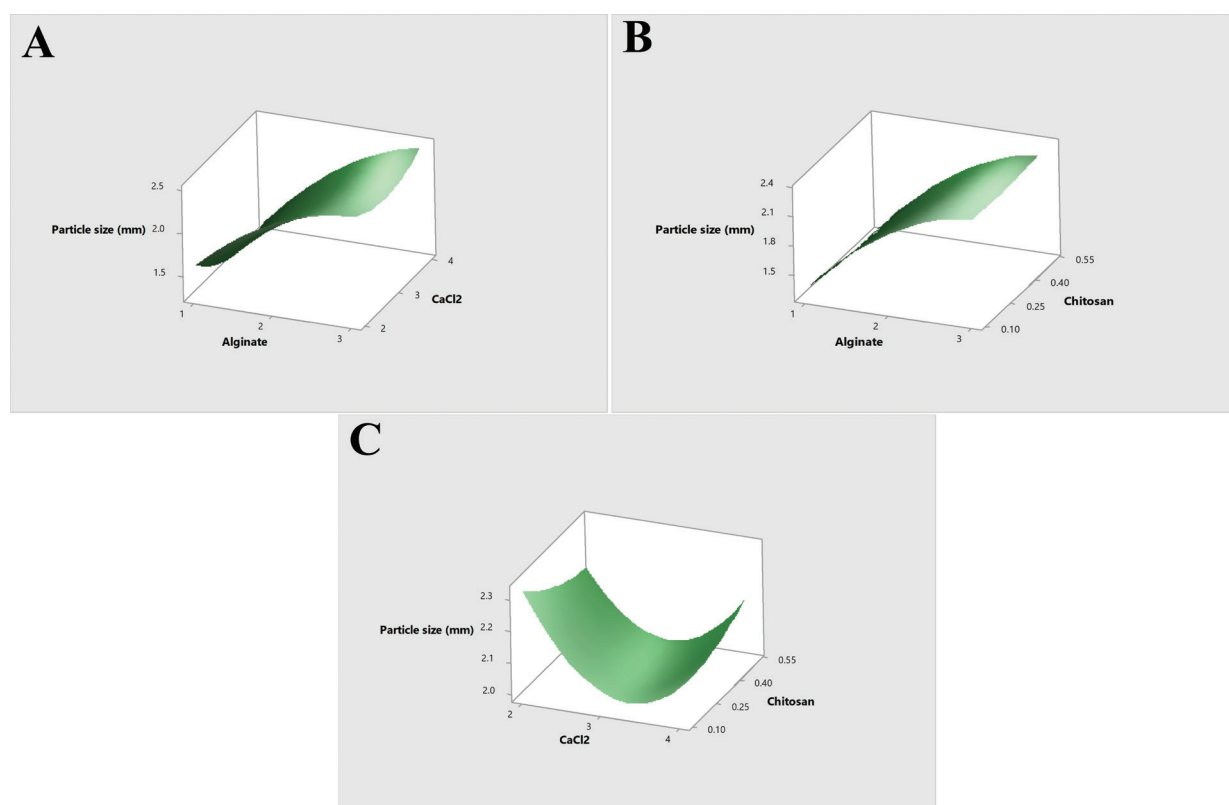 A
2.5
Particle size (mm)
2.0
1.5
1
2
3
Alginate
2
3
4
CaCl2
B
2.4
2.1
Particle size (mm)
1.8
1.5
1
2
3
Alginate
0.10
0.25
0.40
0.55
Chitosan
C
2.3
2.2
Particle size (mm)
2.1
2.0
2
3
4
CaCl2
0.10
0.25
0.40
0.55
Chitosan